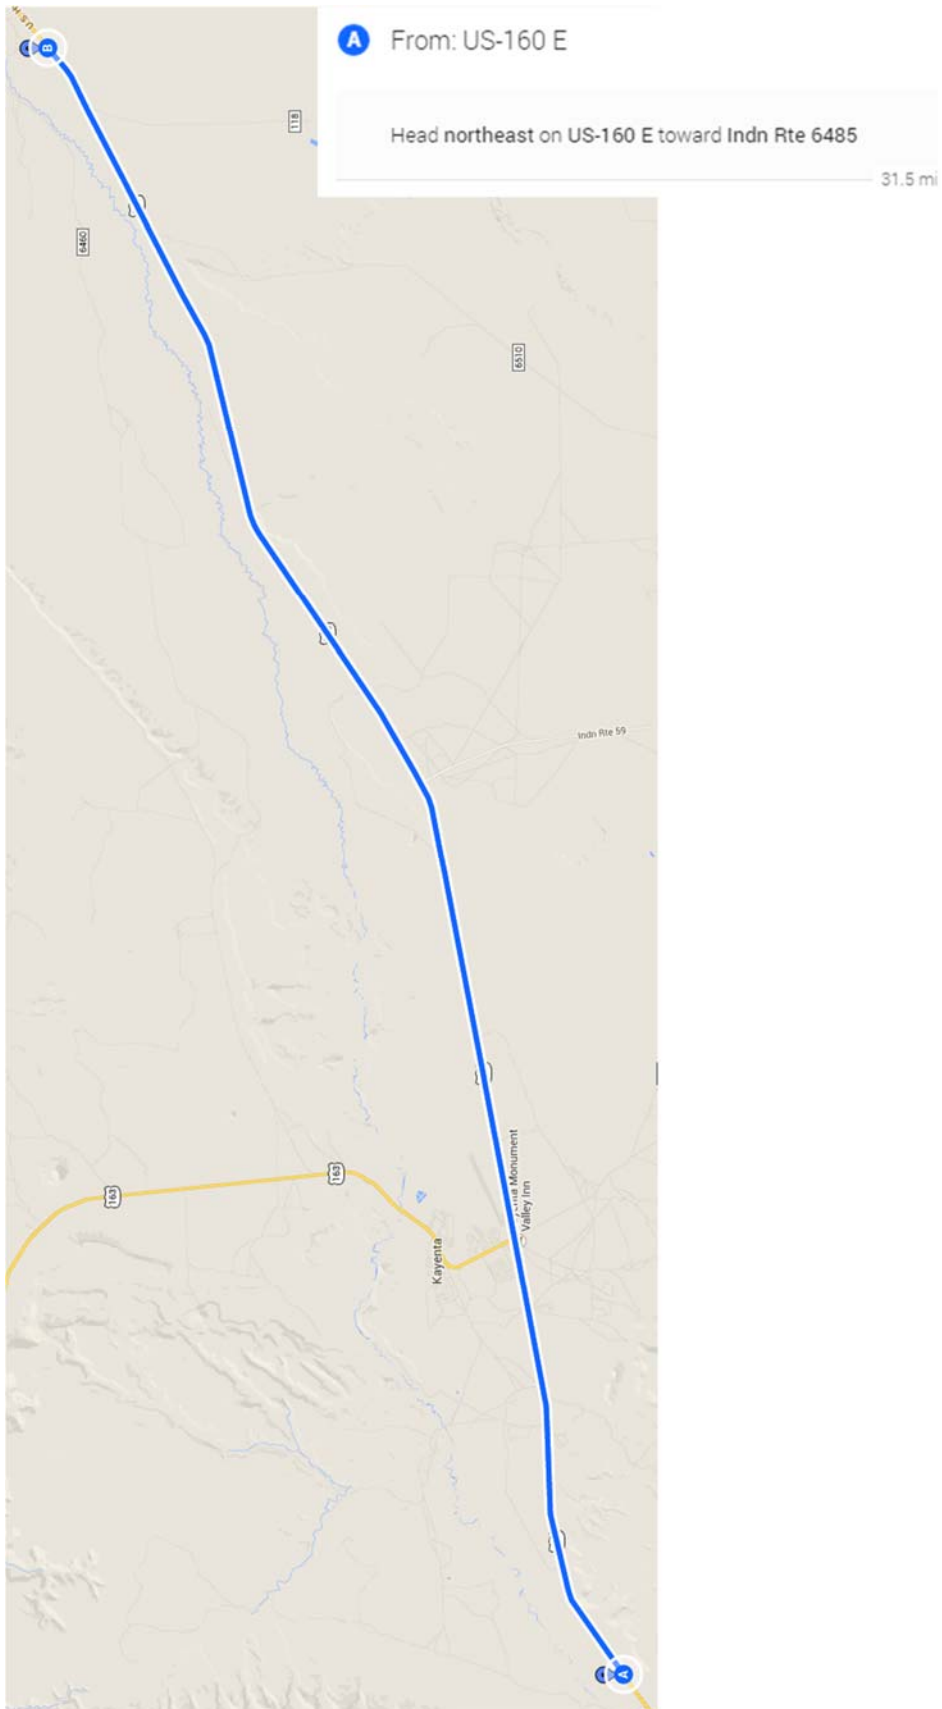 A From: US-160 E
Head northeast on US-160 E toward Indn Rte 6485
31.5 mi
B
118
6460
6510
Indn Rte 59
Monument
Valley Inn
163
163
Kayenta
A